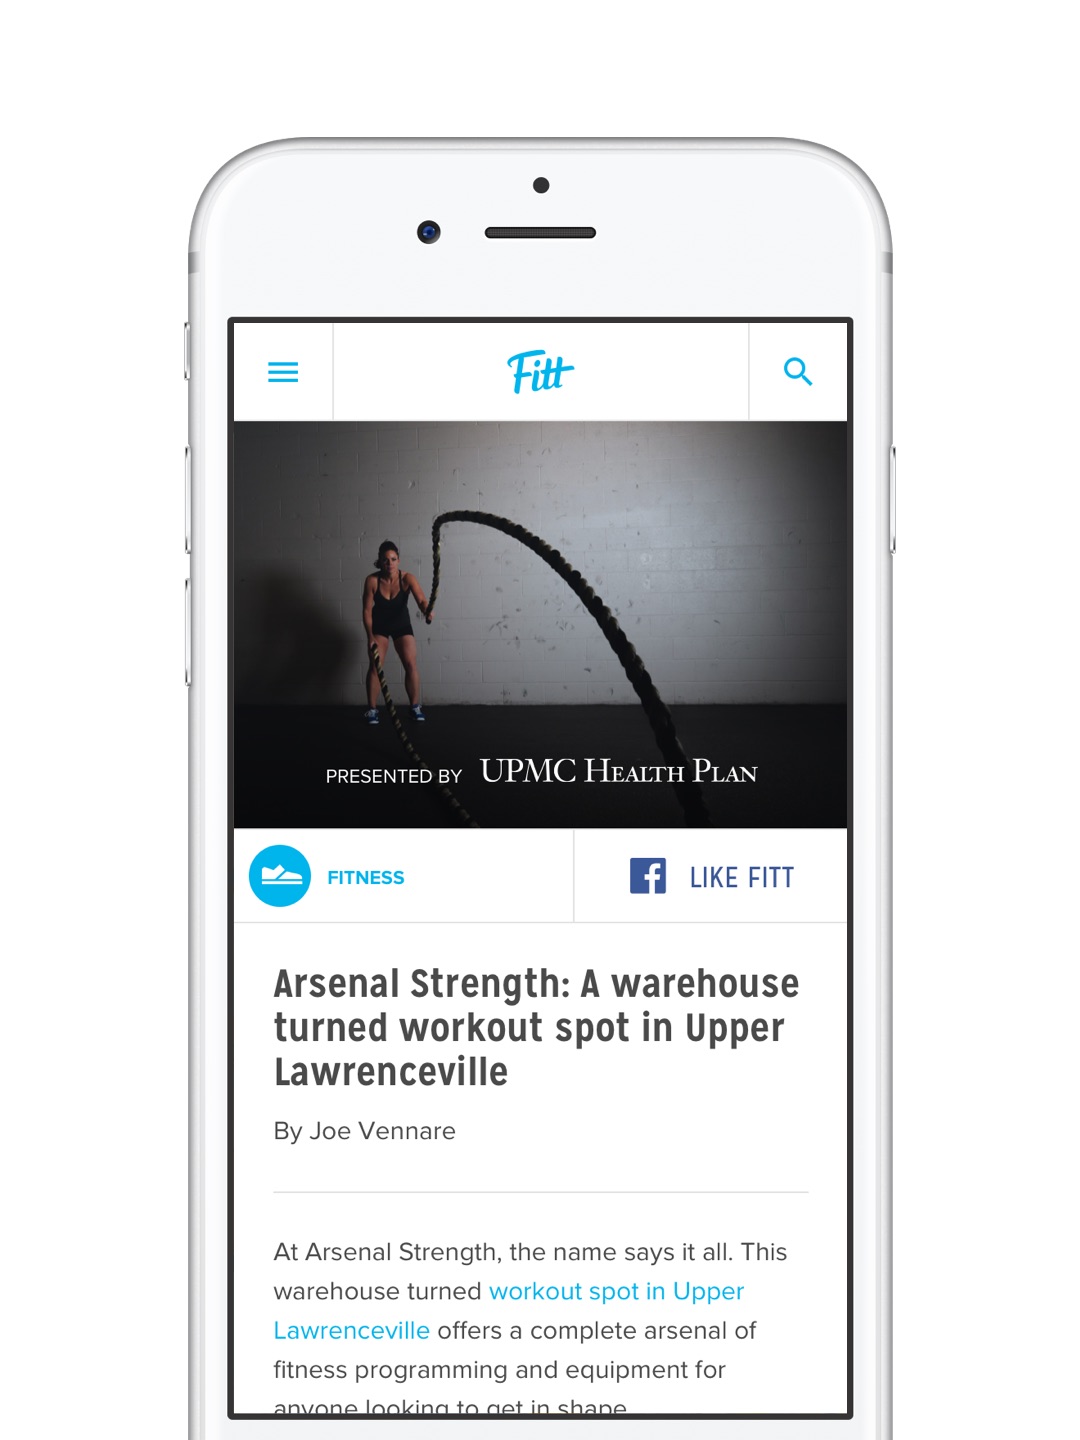 Fitt
PRESENTED BY UPMC HEALTH PLAN
FITNESS
LIKE FITT
Arsenal Strength: A warehouse
turned workout spot in Upper
Lawrenceville
By Joe Vennare
At Arsenal Strength, the name says it all. This
warehouse turned workout spot in Upper
Lawrenceville offers a complete arsenal of
fitness programming and equipment for
anyone looking to get in shape